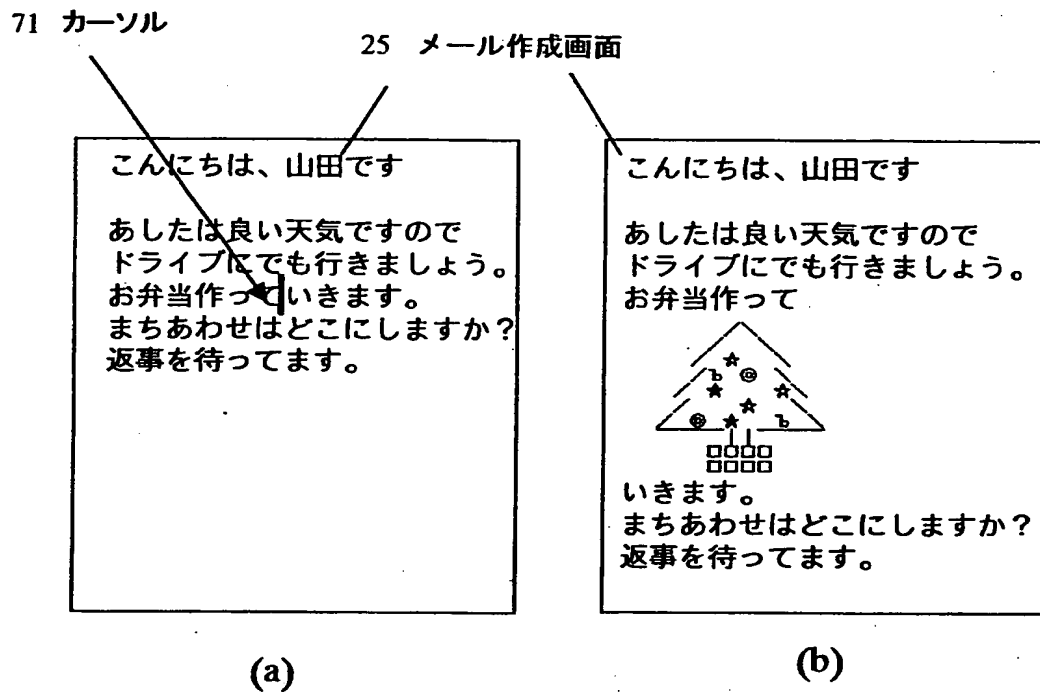 71 カーソル
25 メール作成画面
こんにちは、山田です
あしたは良い天気ですので
ドライブにでも行きましょう。
お弁当作っていきます。
まちあわせはどこにしますか?
返事を待ってます。
(a)
こんにちは、山田です
あしたは良い天気ですので
ドライブにでも行きましょう。
お弁当作って
いきます。
まちあわせはどこにしますか?
返事を待ってます。
(b)